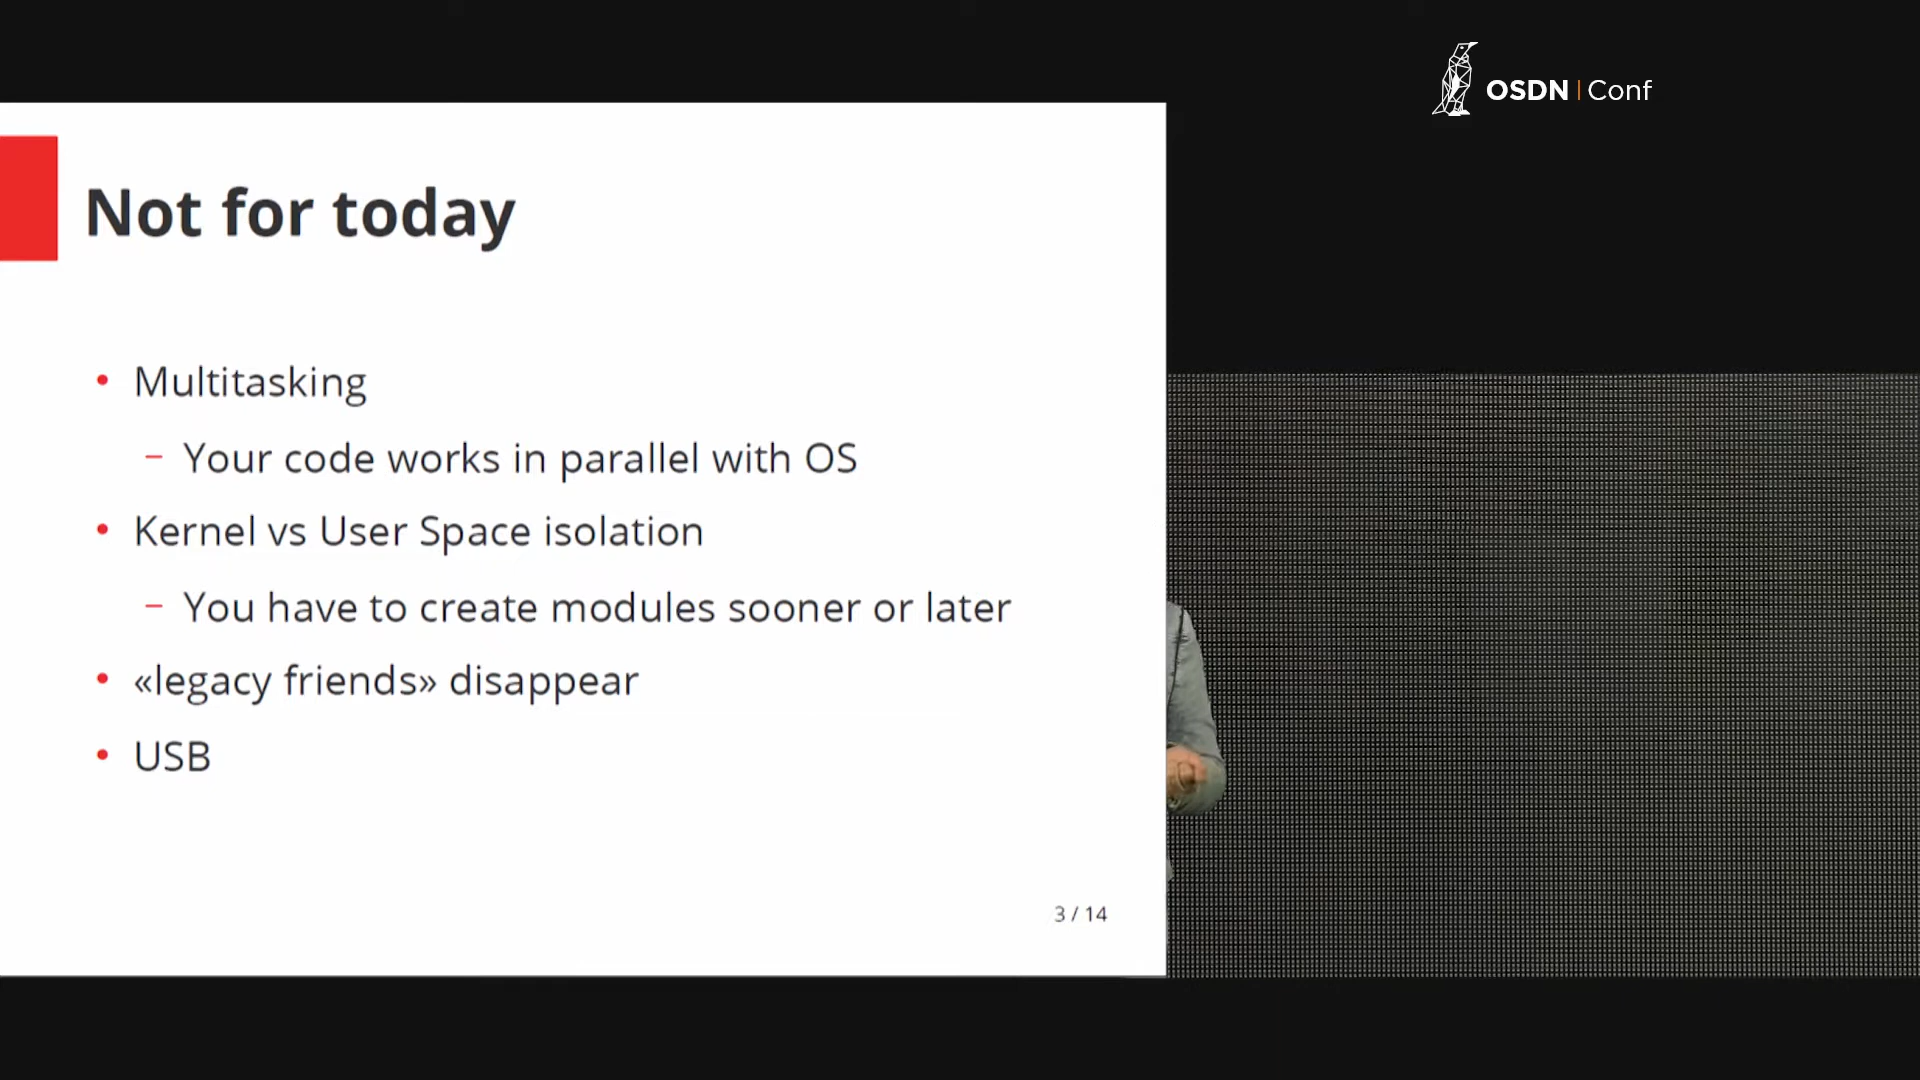 OSDN | Conf
Not for today
• Multitasking
– Your code works in parallel with OS
• Kernel vs User Space isolation
– You have to create modules sooner or later
• «legacy friends» disappear
• USB
3 / 14